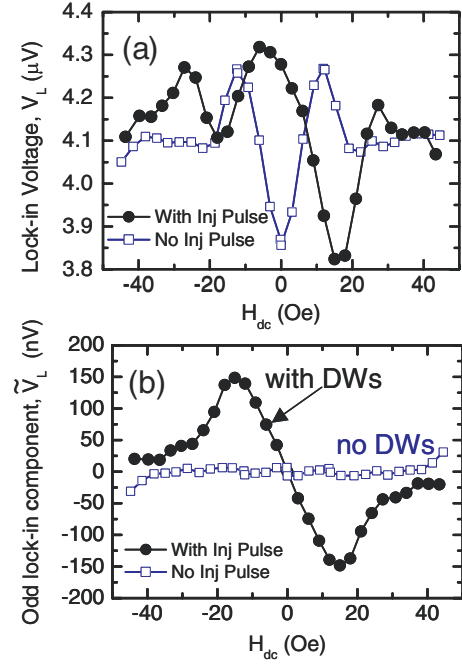 (a)
Lock-in Voltage, V_L (μV)
4.3
4.2
4.1
4.0
3.9
3.8
With Inj Pulse
No Inj Pulse
-40 -20 0 20 40
H_dc (Oe)
(b)
Odd lock-in component, Ṽ_L (nV)
200
150
100
50
0
-50
-100
-150
-200
with DWs
no DWs
With Inj Pulse
No Inj Pulse
-40 -20 0 20 40
H_dc (Oe)